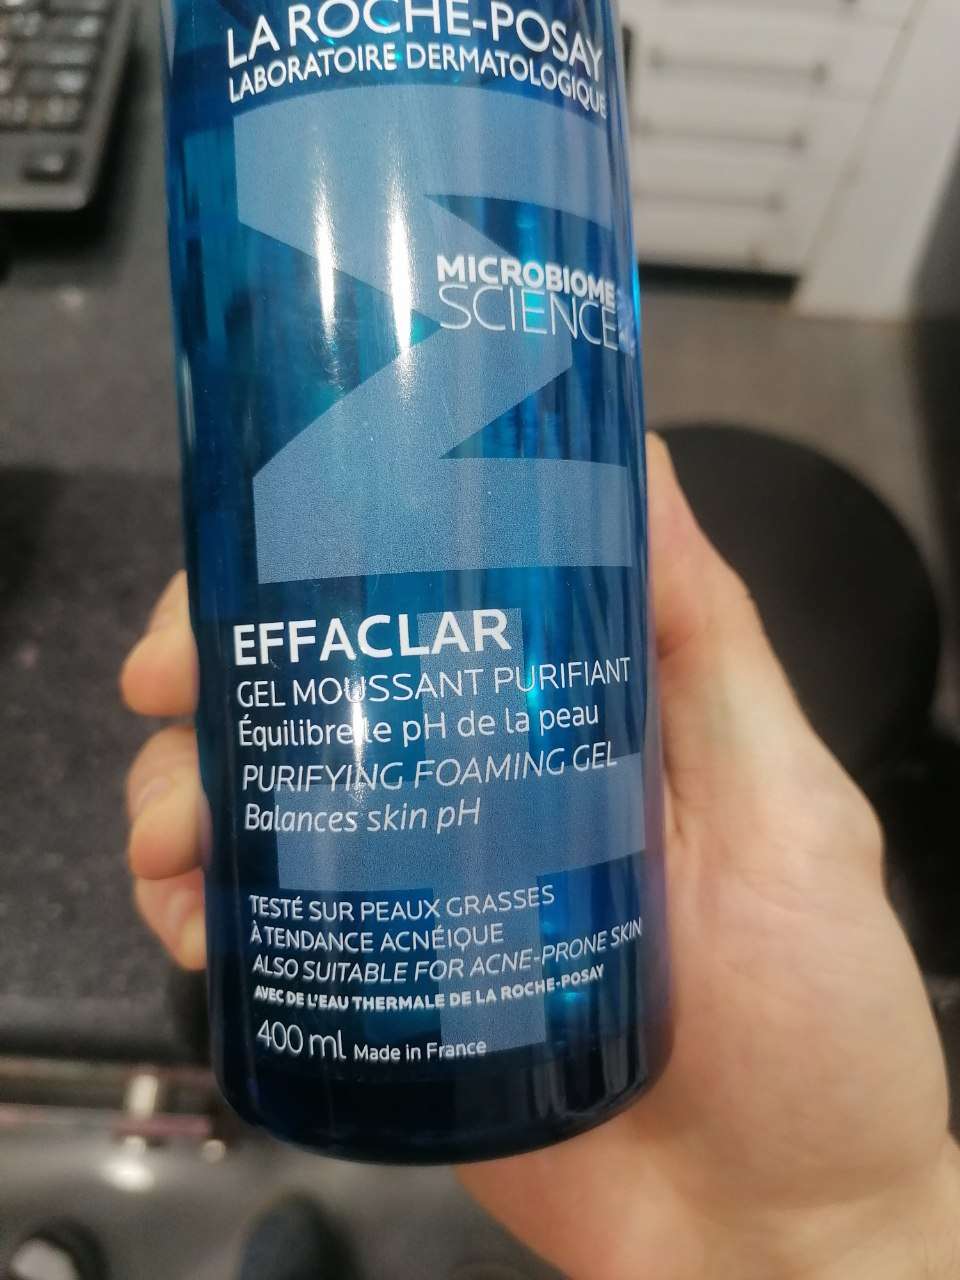 LA ROCHE-POSAY
LABORATOIRE DERMATOLOGIQUE
MICROBIOME
SCIENCE
EFFACLAR
GEL MOUSSANT PURIFIANT
Équilibre le pH de la peau
PURIFYING FOAMING GEL
Balances skin pH
TESTÉ SUR PEAUX GRASSES
À TENDANCE ACNÉIQUE
ALSO SUITABLE FOR ACNE-PRONE SKIN
AVEC DE L'EAU THERMALE DE LA ROCHE-POSAY
400 ml Made in France